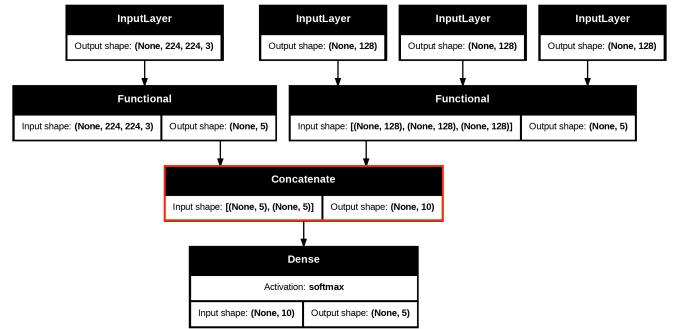 InputLayer
Output shape: (None, 224, 224, 3)
InputLayer
Output shape: (None, 128)
InputLayer
Output shape: (None, 128)
InputLayer
Output shape: (None, 128)
Functional
Input shape: (None, 224, 224, 3) Output shape: (None, 5)
Functional
Input shape: [(None, 128), (None, 128), (None, 128)] Output shape: (None, 5)
Concatenate
Input shape: [(None, 5), (None, 5)] Output shape: (None, 10)
Dense
Activation: softmax
Input shape: (None, 10) Output shape: (None, 5)